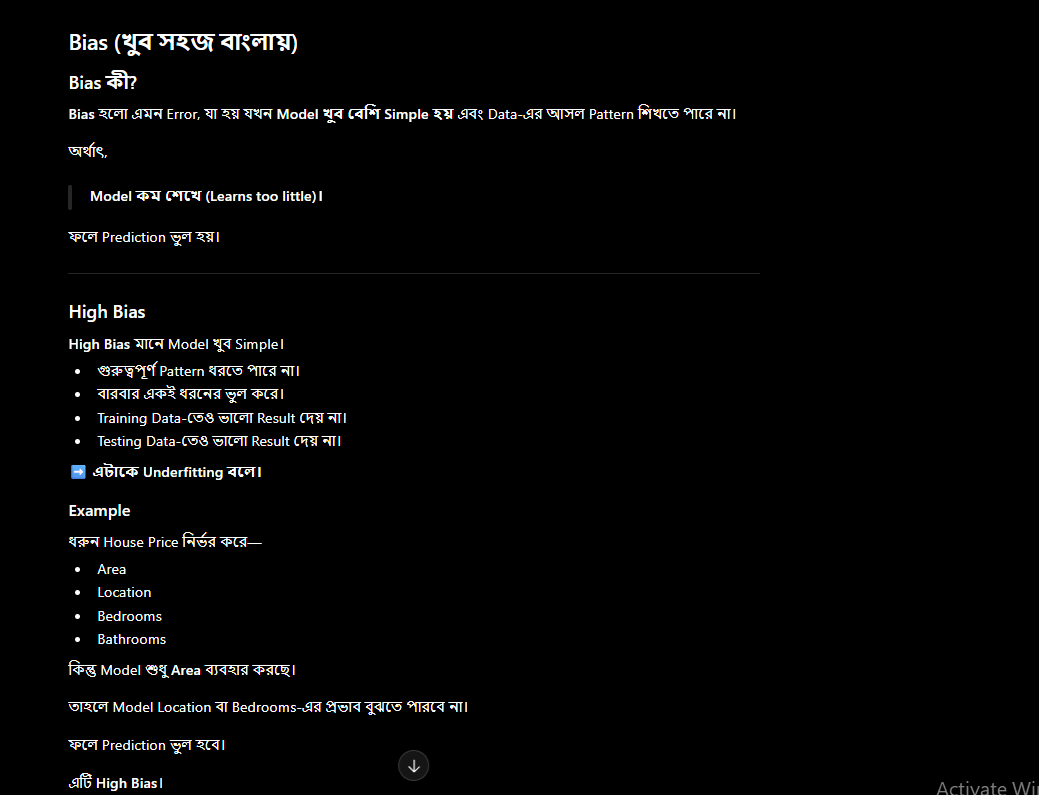 Bias (খুব সহজ বাংলায়)
Bias কী?
Bias হলো এমন Error, যা হয় যখন Model খুব বেশি Simple হয় এবং Data-এর আসল Pattern শিখতে পারে না।
অর্থাৎ,
Model কম শেখে (Learns too little)।
ফলে Prediction ভুল হয়।
High Bias
High Bias মানে Model খুব Simple।
• গুরুত্বপূর্ণ Pattern ধরতে পারে না।
• বারবার একই ধরনের ভুল করে।
• Training Data-তেও ভালো Result দেয় না।
• Testing Data-তেও ভালো Result দেয় না।
➡️ এটাকে Underfitting বলে।
Example
ধরুন House Price নির্ভর করে—
• Area
• Location
• Bedrooms
• Bathrooms
কিন্তু Model শুধু Area ব্যবহার করছে।
তাহলে Model Location বা Bedrooms-এর প্রভাব বুঝতে পারবে না।
ফলে Prediction ভুল হবে।
এটি High Bias।
Activate Wi